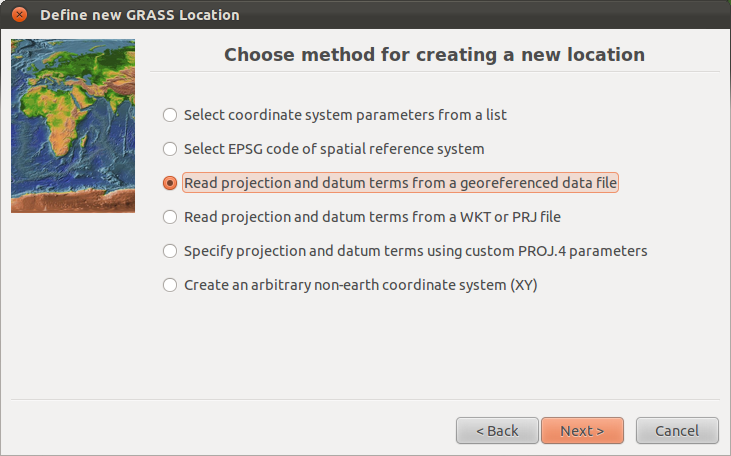 Define new GRASS Location
Choose method for creating a new location
Select coordinate system parameters from a list
Select EPSG code of spatial reference system
Read projection and datum terms from a georeferenced data file
Read projection and datum terms from a WKT or PRJ file
Specify projection and datum terms using custom PROJ.4 parameters
Create an arbitrary non-earth coordinate system (XY)
< Back Next > Cancel